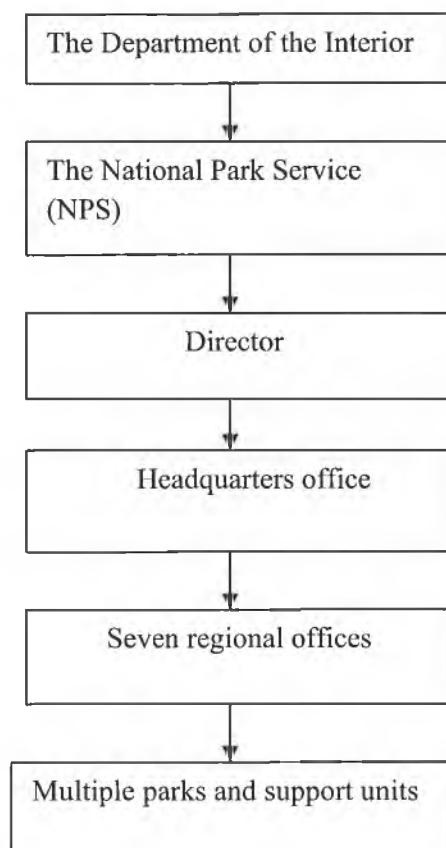 The Department of the Interior
The National Park Service
(NPS)
Director
Headquarters office
Seven regional offices
Multiple parks and support units